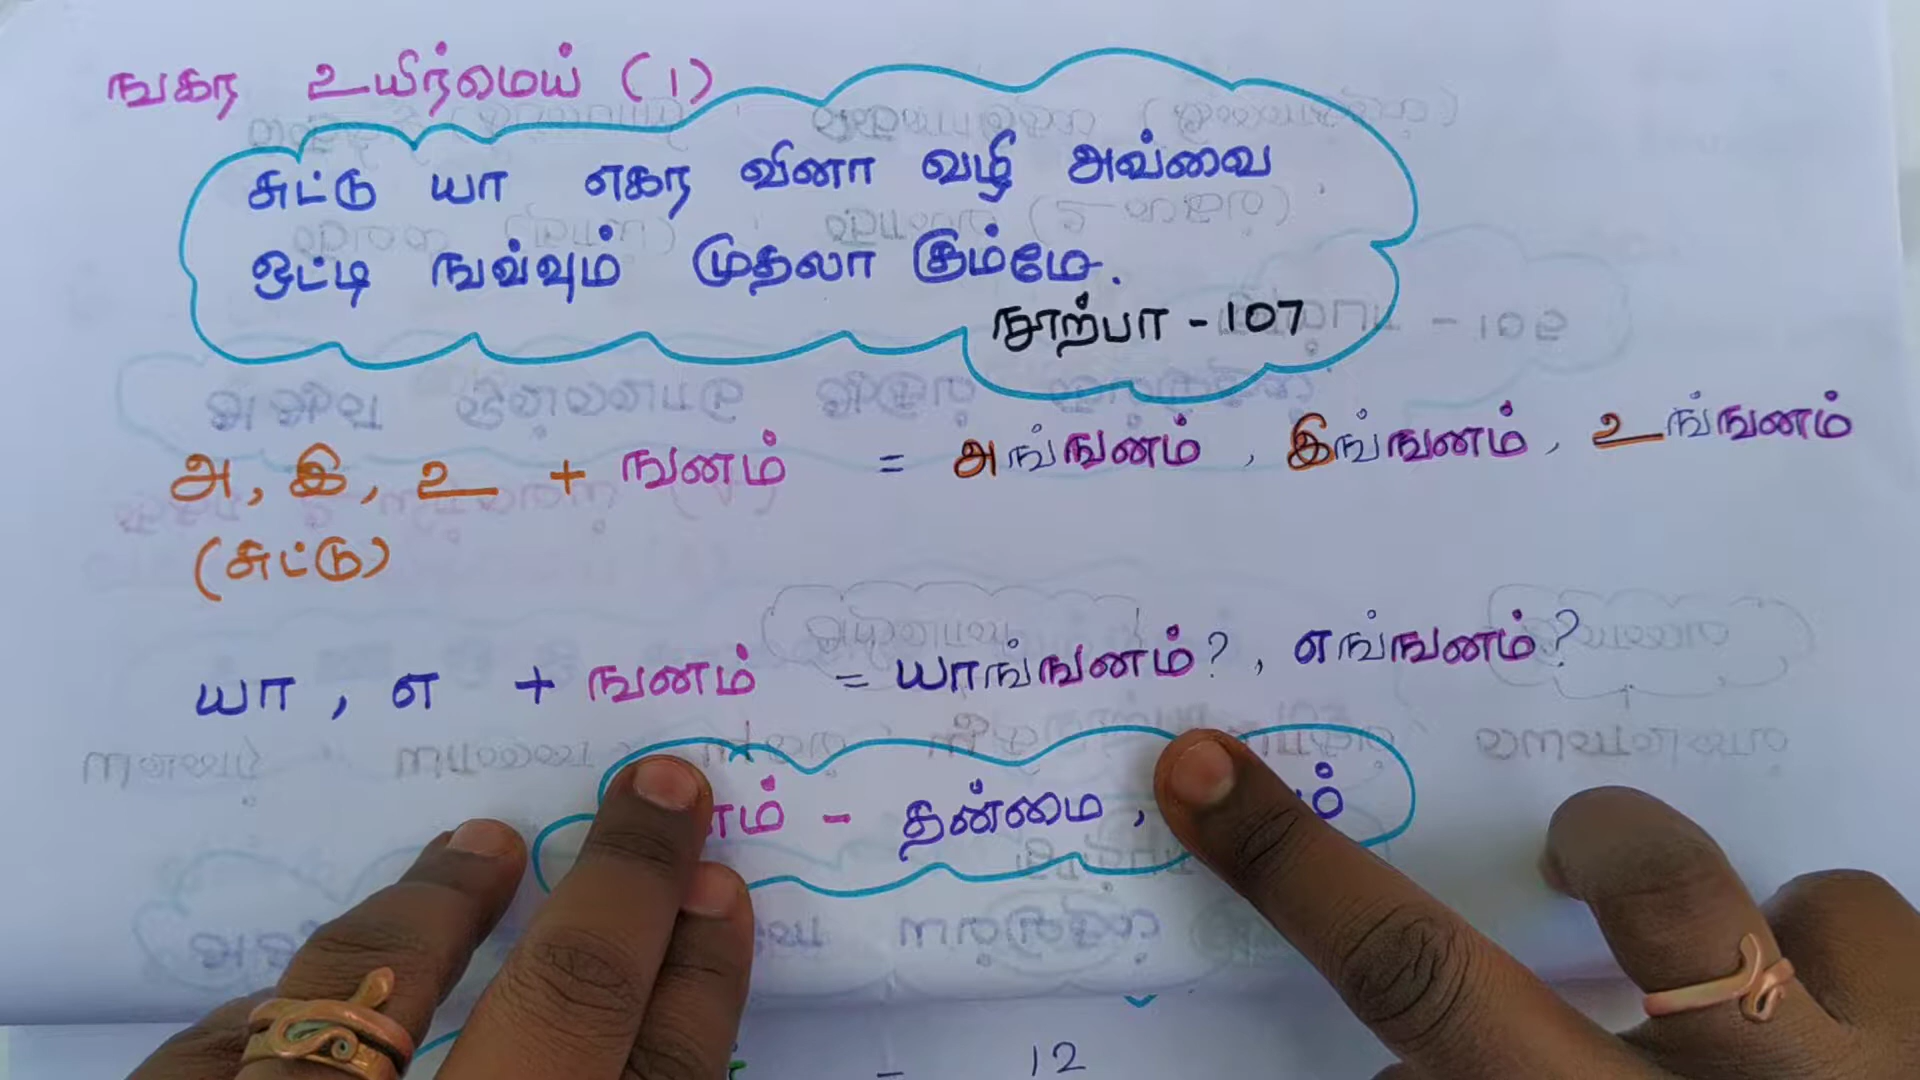 ஙகர உயிர்மெய் (1)
சுட்டு யா எகர வினா வழி அவ்வை
ஒட்டி ஙவ்வும் முதலா கும்மே.
நூற்பா - 107
அ, இ, உ + ஙனம் = அங்ஙனம், இங்ஙனம், உங்ஙனம்
(சுட்டு)
யா, எ + ஙனம் = யாங்ஙனம்?, எங்ஙனம்?
- தன்மை,
- 12